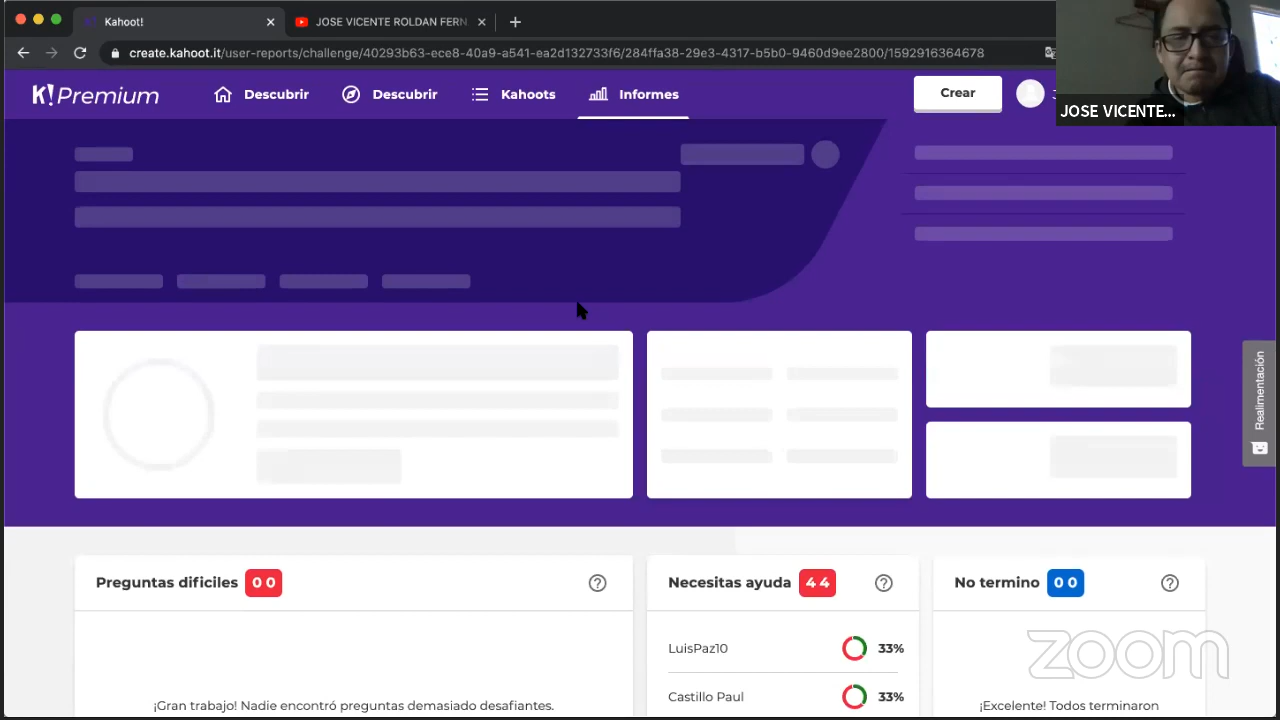 Kahoot!
JOSE VICENTE ROLDAN FERN
create.kahoot.it/user-reports/challenge/40293b63-ece8-40a9-a541-ea2d132733f6/284ffa38-29e3-4317-b5b0-9460d9ee2800/1592916364678
K! Premium
Descubrir
Descubrir
Kahoots
Informes
Crear
JOSE VICENTE...
Realimentación
Preguntas dificiles 0 0
Necesitas ayuda 4 4
No termino 0 0
LuisPaz10 33%
Castillo Paul 33%
¡Gran trabajo! Nadie encontró preguntas demasiado desafiantes.
¡Excelente! Todos terminaron
zoom